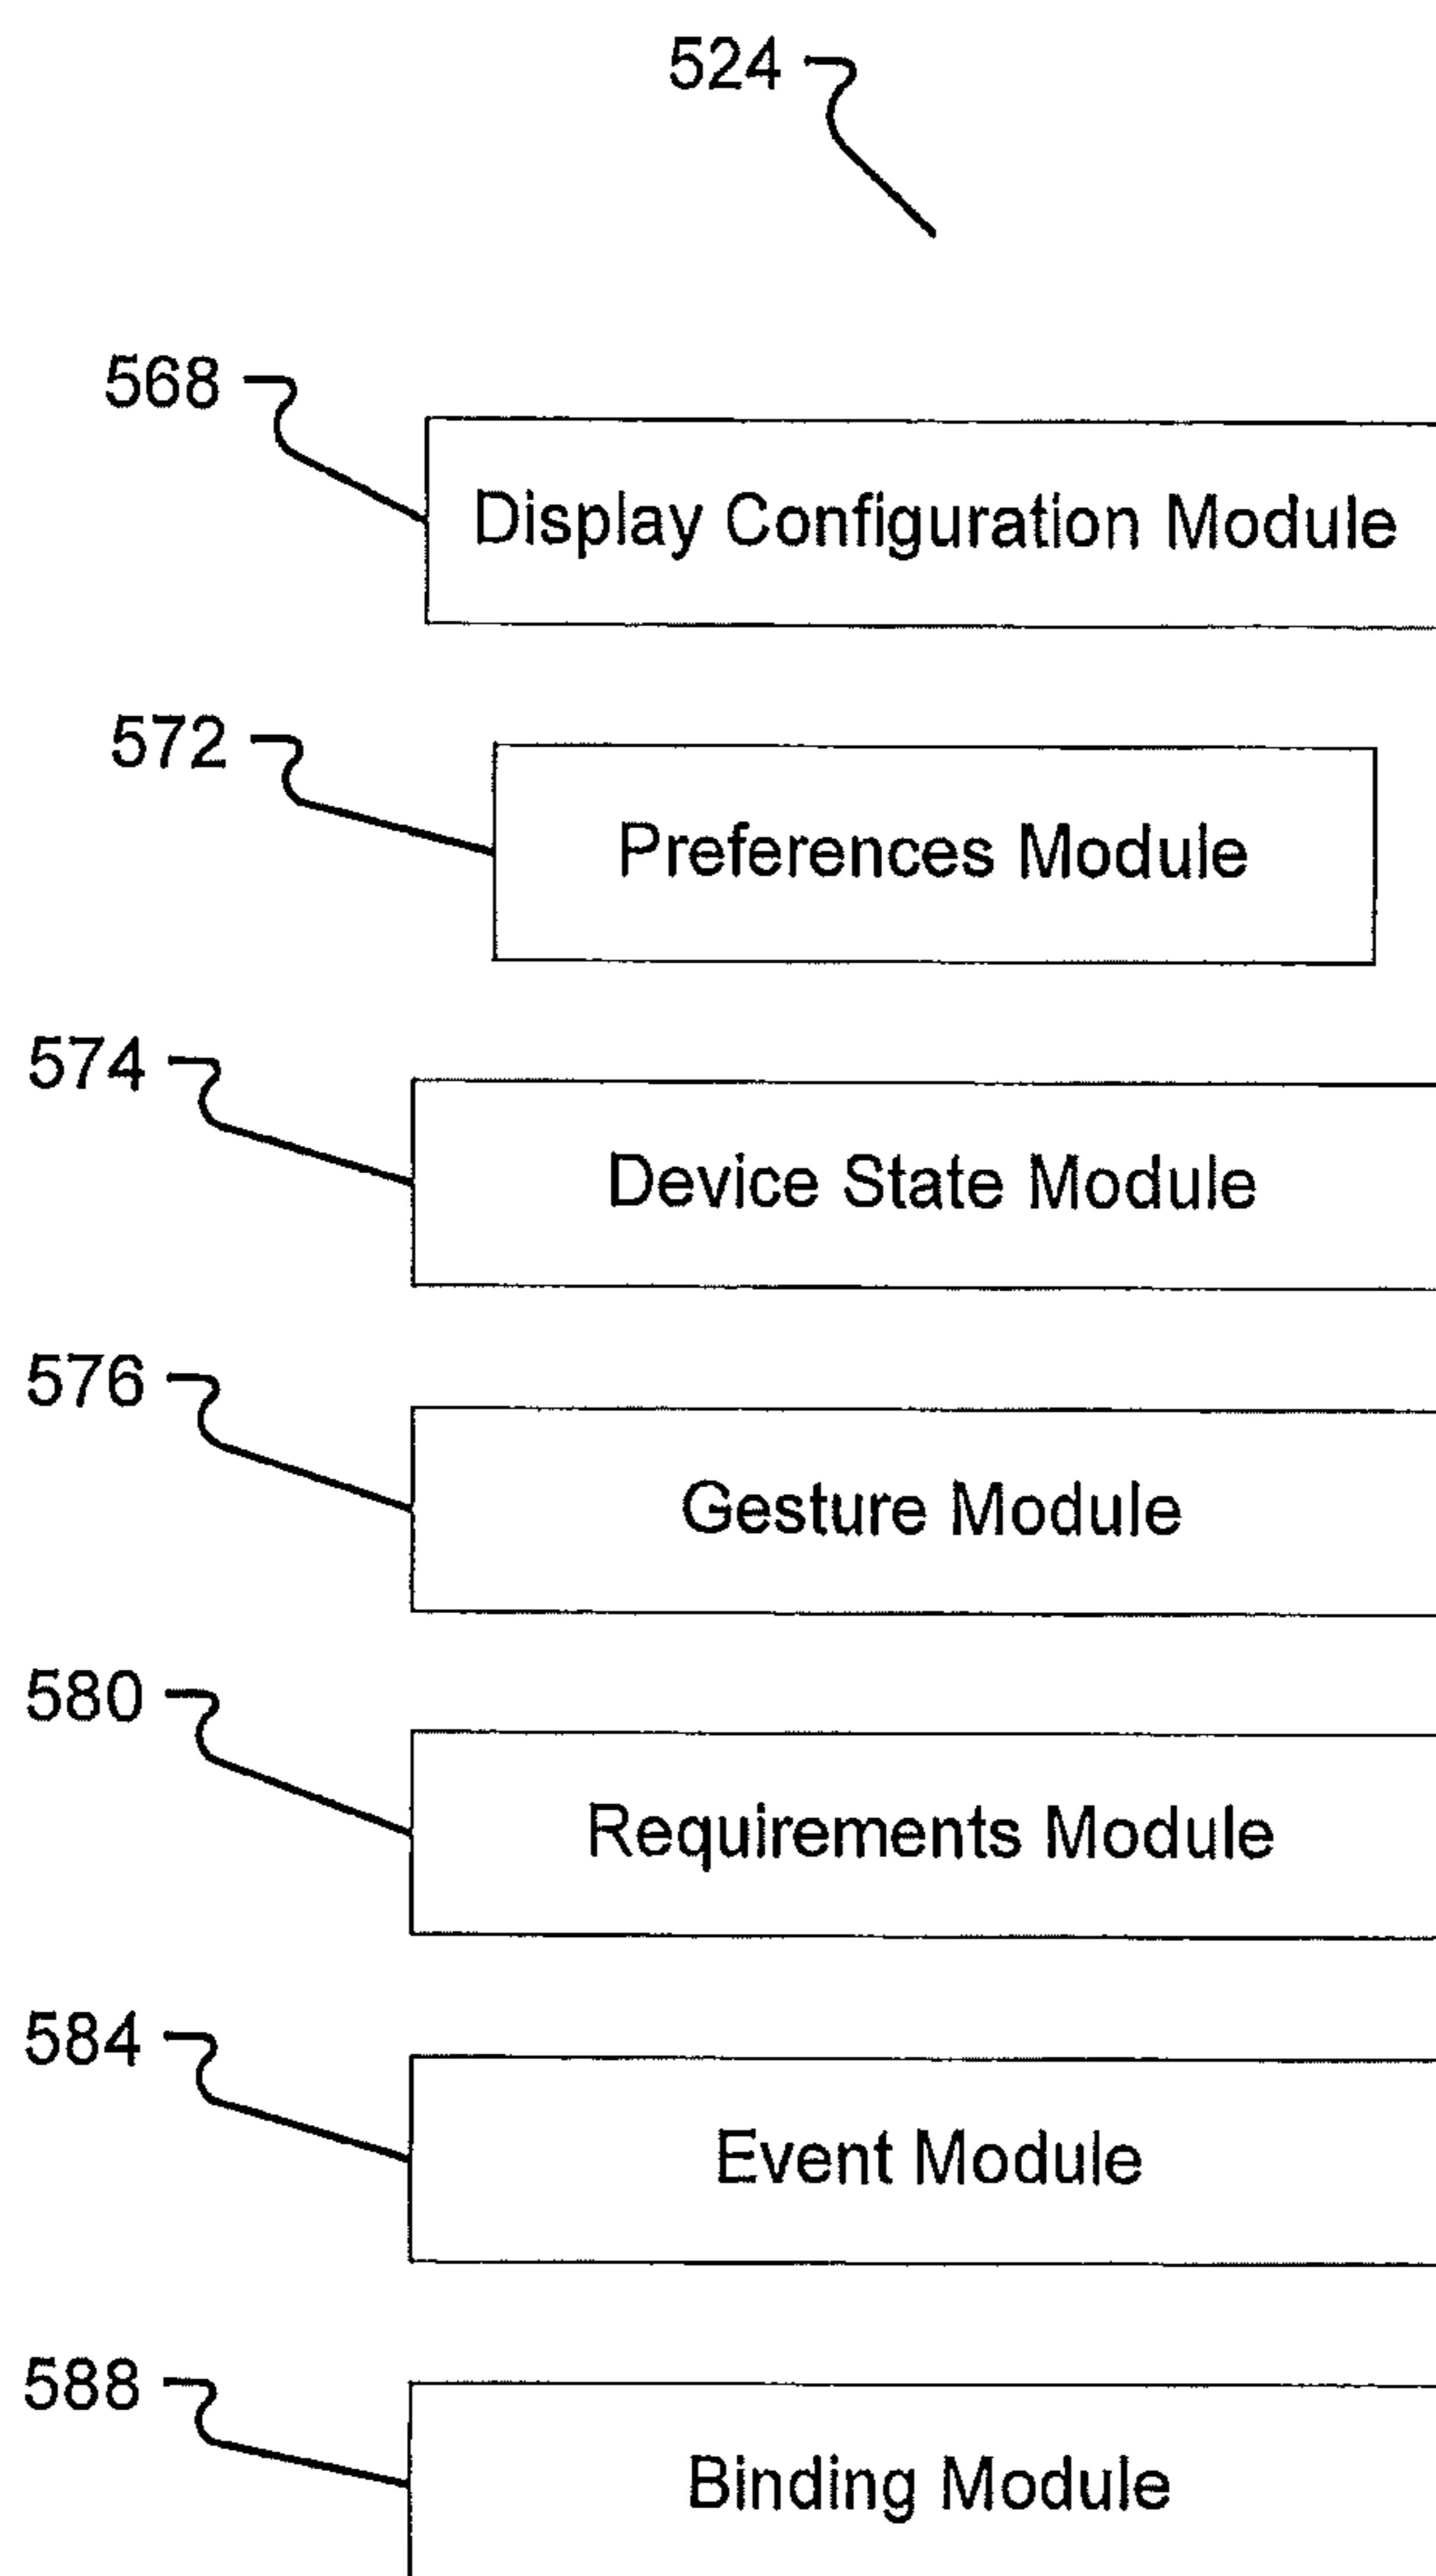 524
568
Display Configuration Module
572
Preferences Module
574
Device State Module
576
Gesture Module
580
Requirements Module
584
Event Module
588
Binding Module